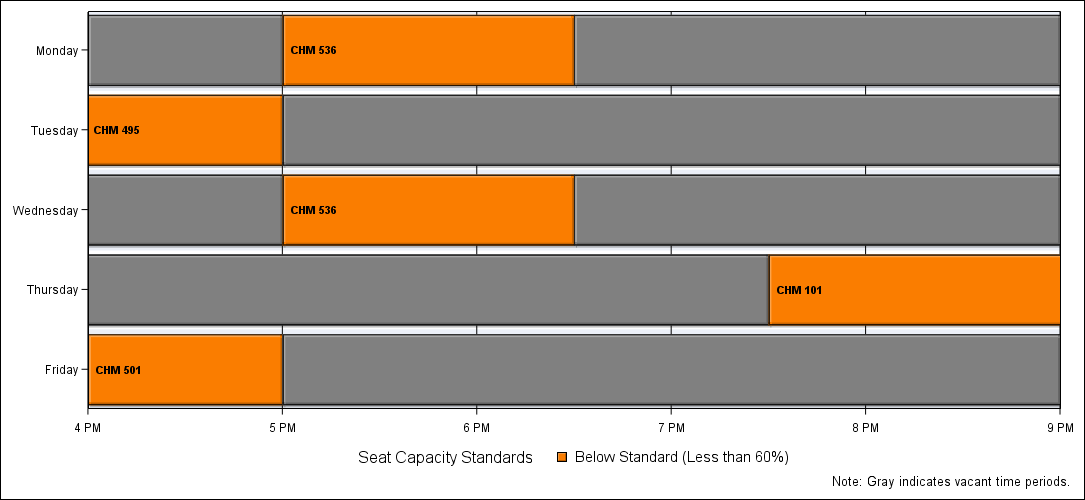 Monday
CHM 536
Tuesday
CHM 495
Wednesday
CHM 536
Thursday
CHM 101
Friday
CHM 501
4 PM 5 PM 6 PM 7 PM 8 PM 9 PM
Seat Capacity Standards Below Standard (Less than 60%)
Note: Gray indicates vacant time periods.